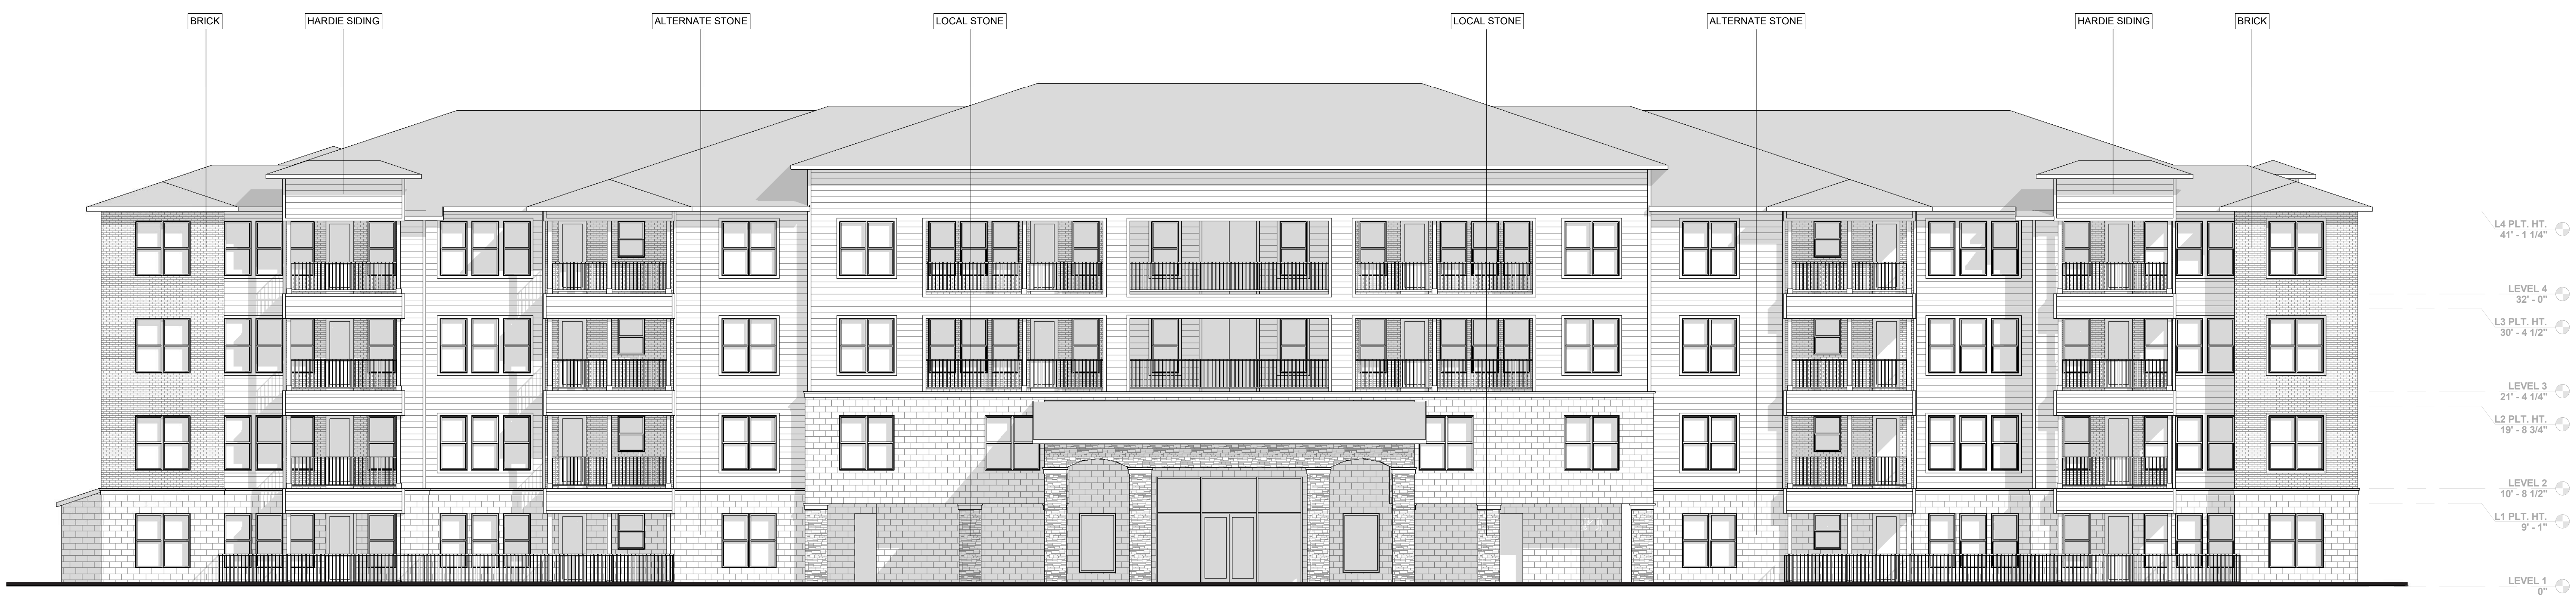 BRICK
HARDIE SIDING
ALTERNATE STONE
LOCAL STONE
LOCAL STONE
ALTERNATE STONE
HARDIE SIDING
BRICK
L4 PLT. HT.
41' - 1 1/4"
LEVEL 4
32' - 0"
L3 PLT. HT.
30' - 4 1/2"
LEVEL 3
21' - 4 1/4"
L2 PLT. HT.
19' - 8 3/4"
LEVEL 2
10' - 8 1/2"
L1 PLT. HT.
9' - 1"
LEVEL 1
0"